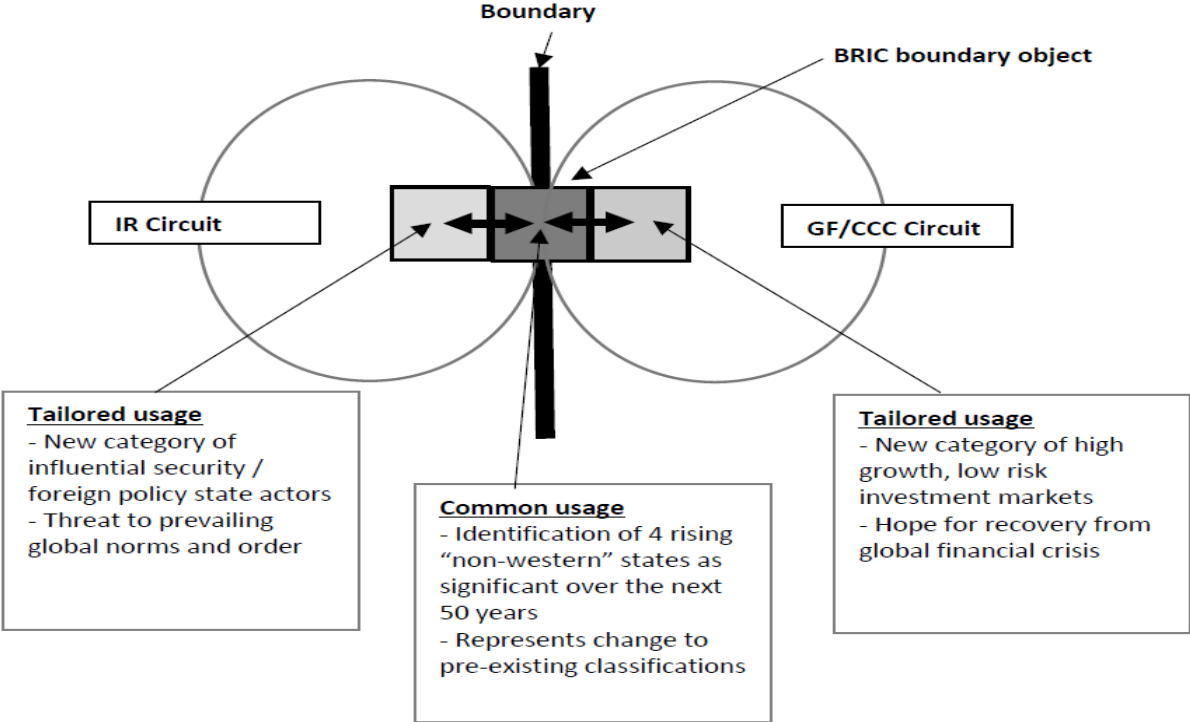 Boundary
BRIC boundary object
IR Circuit
GF/CCC Circuit
Tailored usage
- New category of
influential security /
foreign policy state actors
- Threat to prevailing
global norms and order
Common usage
- Identification of 4 rising
“non-western” states as
significant over the next
50 years
- Represents change to
pre-existing classifications
Tailored usage
- New category of high
growth, low risk
investment markets
- Hope for recovery from
global financial crisis